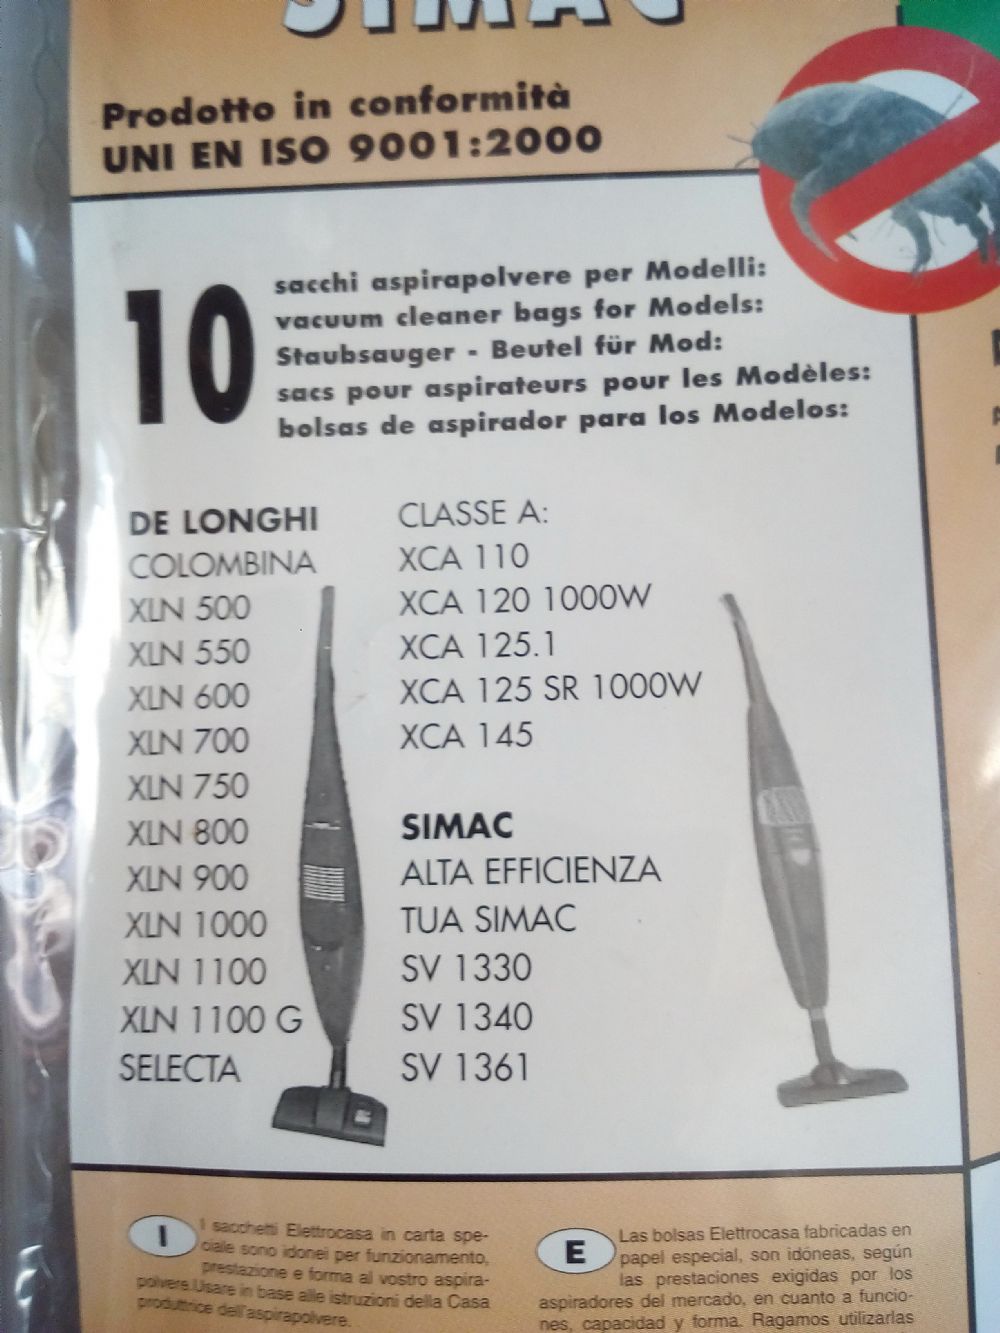 SIMAC
Prodotto in conformità
UNI EN ISO 9001:2000
10
sacchi aspirapolvere per Modelli:
vacuum cleaner bags for Models:
Staubsauger - Beutel für Mod:
sacs pour aspirateurs pour les Modèles:
bolsas de aspirador para los Modelos:
DE LONGHI
COLOMBINA
XLN 500
XLN 550
XLN 600
XLN 700
XLN 750
XLN 800
XLN 900
XLN 1000
XLN 1100
XLN 1100 G
SELECTA
CLASSE A:
XCA 110
XCA 120 1000W
XCA 125.1
XCA 125 SR 1000W
XCA 145
SIMAC
ALTA EFFICIENZA
TUA SIMAC
SV 1330
SV 1340
SV 1361
I
I sacchetti Elettrocasa in carta spe-
ciale sono idonei per funzionamento,
prestazione e forma al vostro aspira-
polvere.Usare in base alle istruzioni della Casa
produttrice dell'aspirapolvere.
E
Las bolsas Elettrocasa fabricadas en
papel especial, son idóneas, según
las prestaciones exigidas por los
aspiradores del mercado, en cuanto a funcio-
nes, capacidad y forma. Ragamos utilizarlas